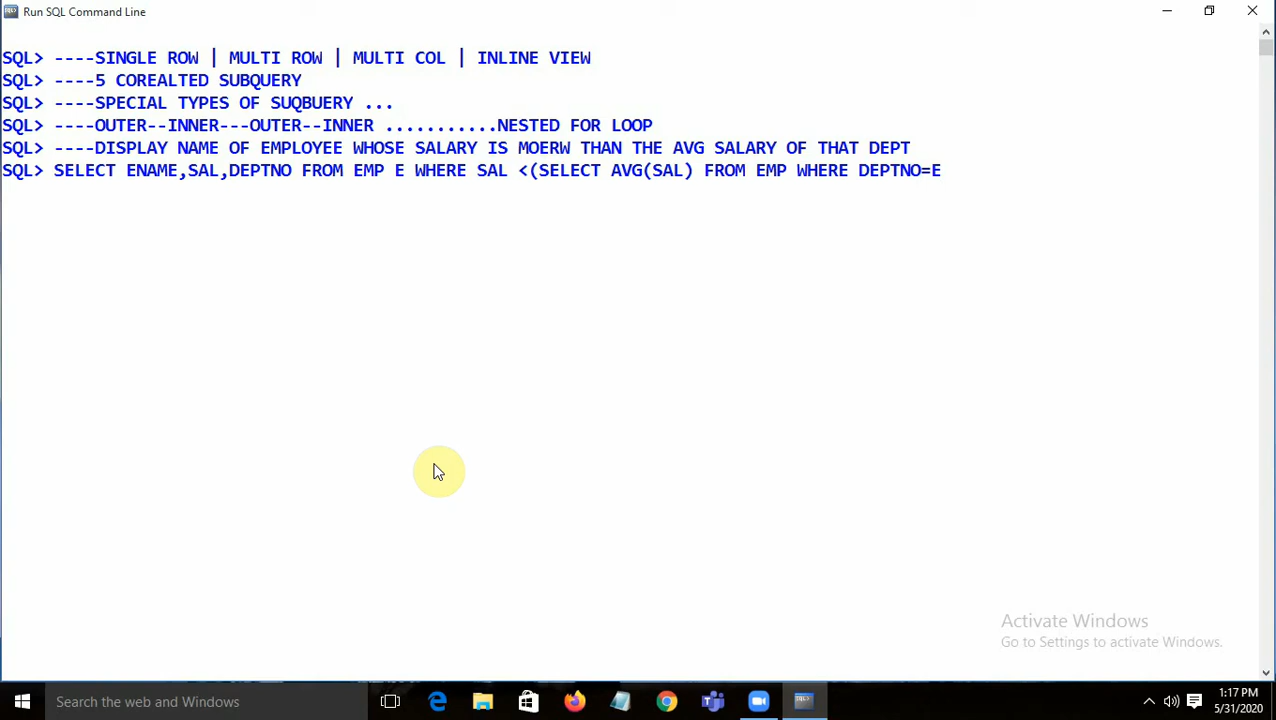 Run SQL Command Line
SQL> ----SINGLE ROW | MULTI ROW | MULTI COL | INLINE VIEW
SQL> ----5 COREALTED SUBQUERY
SQL> ----SPECIAL TYPES OF SUQBUERY ...
SQL> ----OUTER--INNER---OUTER--INNER ...........NESTED FOR LOOP
SQL> ----DISPLAY NAME OF EMPLOYEE WHOSE SALARY IS MOERW THAN THE AVG SALARY OF THAT DEPT
SQL> SELECT ENAME,SAL,DEPTNO FROM EMP E WHERE SAL <(SELECT AVG(SAL) FROM EMP WHERE DEPTNO=E
Activate Windows
Go to Settings to activate Windows.
Search the web and Windows
1:17 PM
5/31/2020